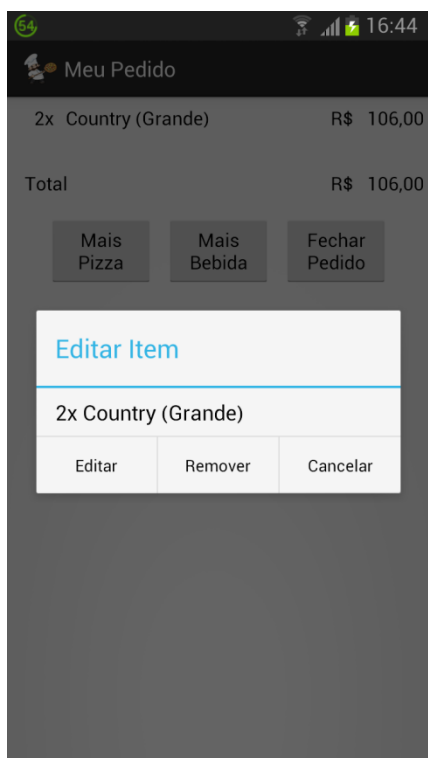 54
16:44
Meu Pedido
2x Country (Grande) R$ 106,00
Total R$ 106,00
Mais Pizza
Mais Bebida
Fechar Pedido
Editar Item
2x Country (Grande)
Editar Remover Cancelar